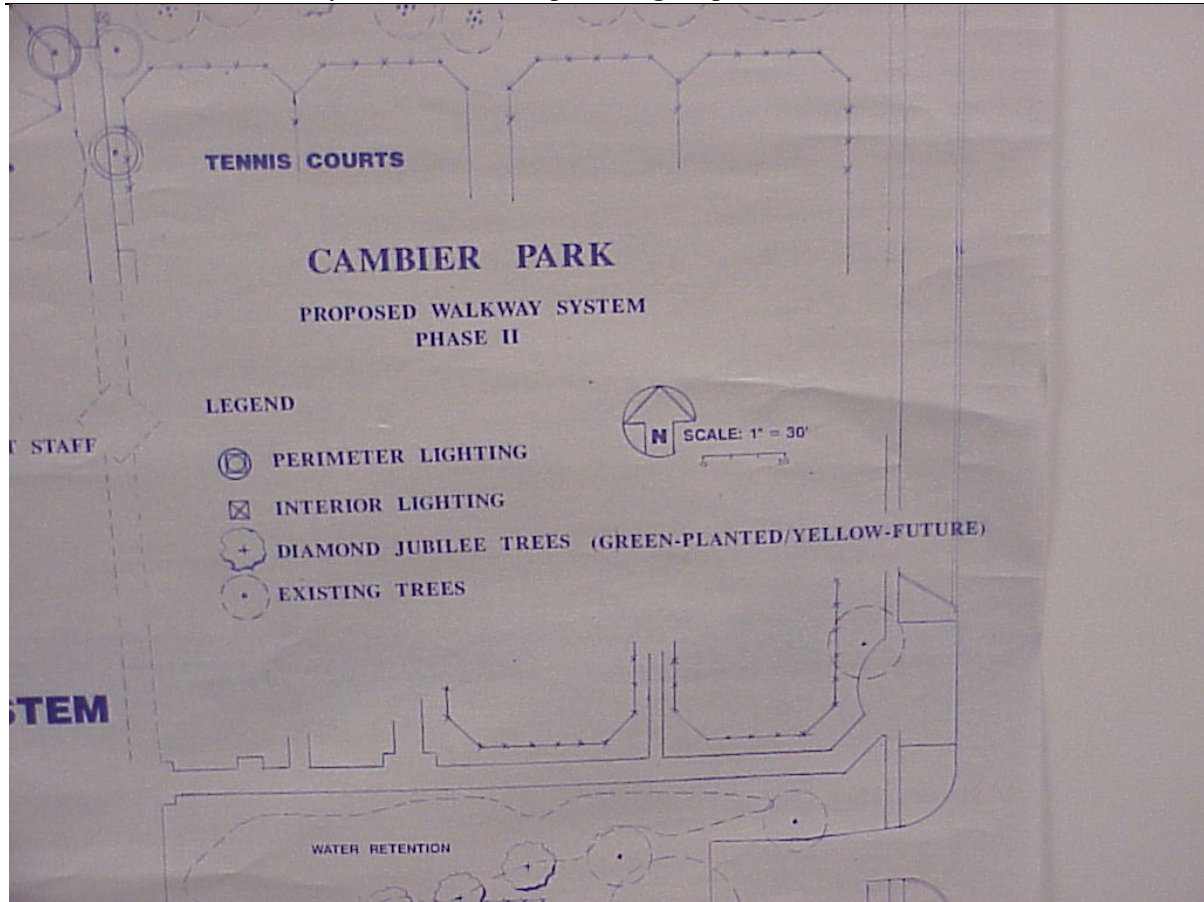 TENNIS COURTS
CAMBIER PARK
PROPOSED WALKWAY SYSTEM
PHASE II
LEGEND
STAFF
N SCALE: 1" = 30'
PERIMETER LIGHTING
INTERIOR LIGHTING
DIAMOND JUBILEE TREES (GREEN-PLANTED/YELLOW-FUTURE)
EXISTING TREES
STEM
WATER RETENTION